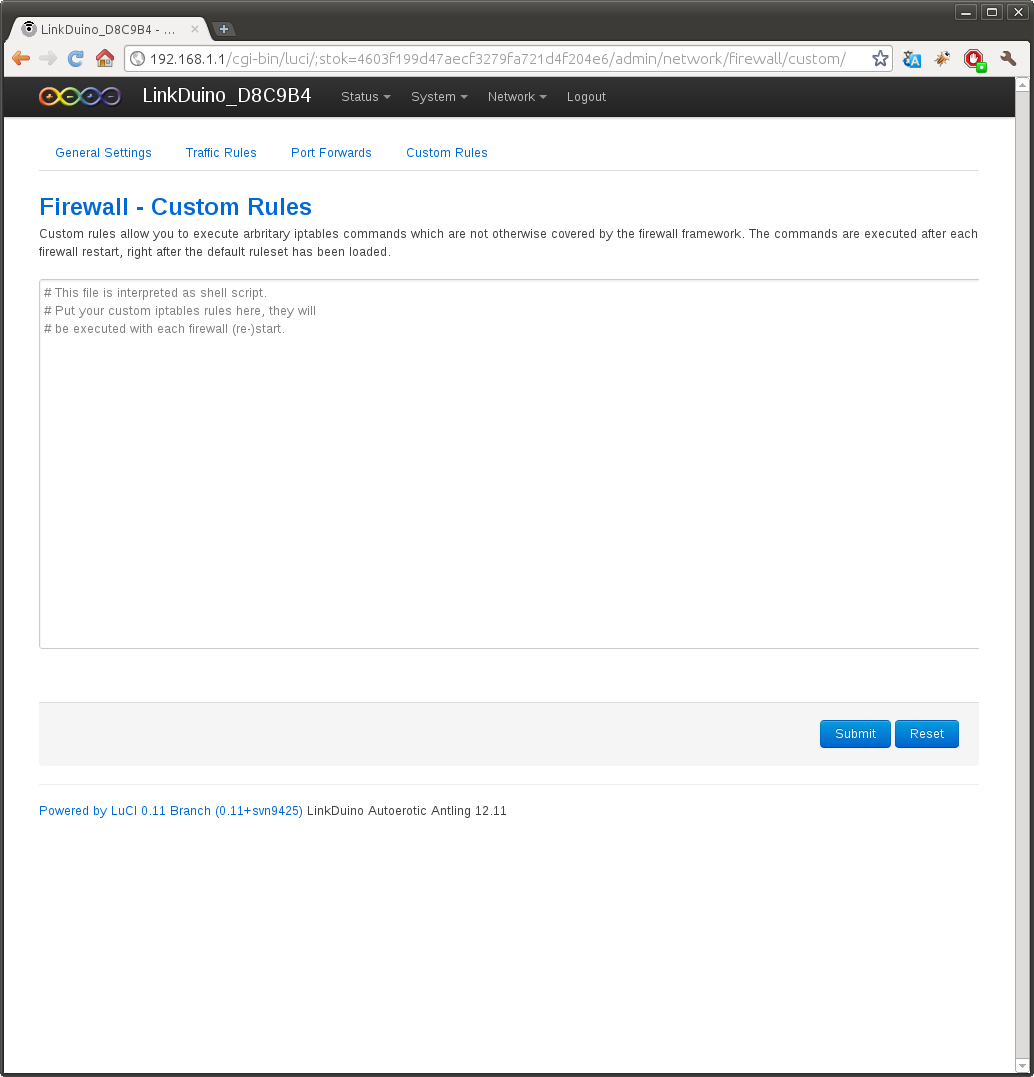 LinkDuino_D8C9B4 - ...
192.168.1.1/cgi-bin/luci/;stok=4603f199d47aecf3279fa721d4f204e6/admin/network/firewall/custom/
LinkDuino_D8C9B4 Status System Network Logout
General Settings Traffic Rules Port Forwards Custom Rules
Firewall - Custom Rules
Custom rules allow you to execute arbritary iptables commands which are not otherwise covered by the firewall framework. The commands are executed after each
firewall restart, right after the default ruleset has been loaded.
# This file is interpreted as shell script.
# Put your custom iptables rules here, they will
# be executed with each firewall (re-)start.
Submit Reset
Powered by LuCI 0.11 Branch (0.11+svn9425) LinkDuino Autoerotic Antling 12.11